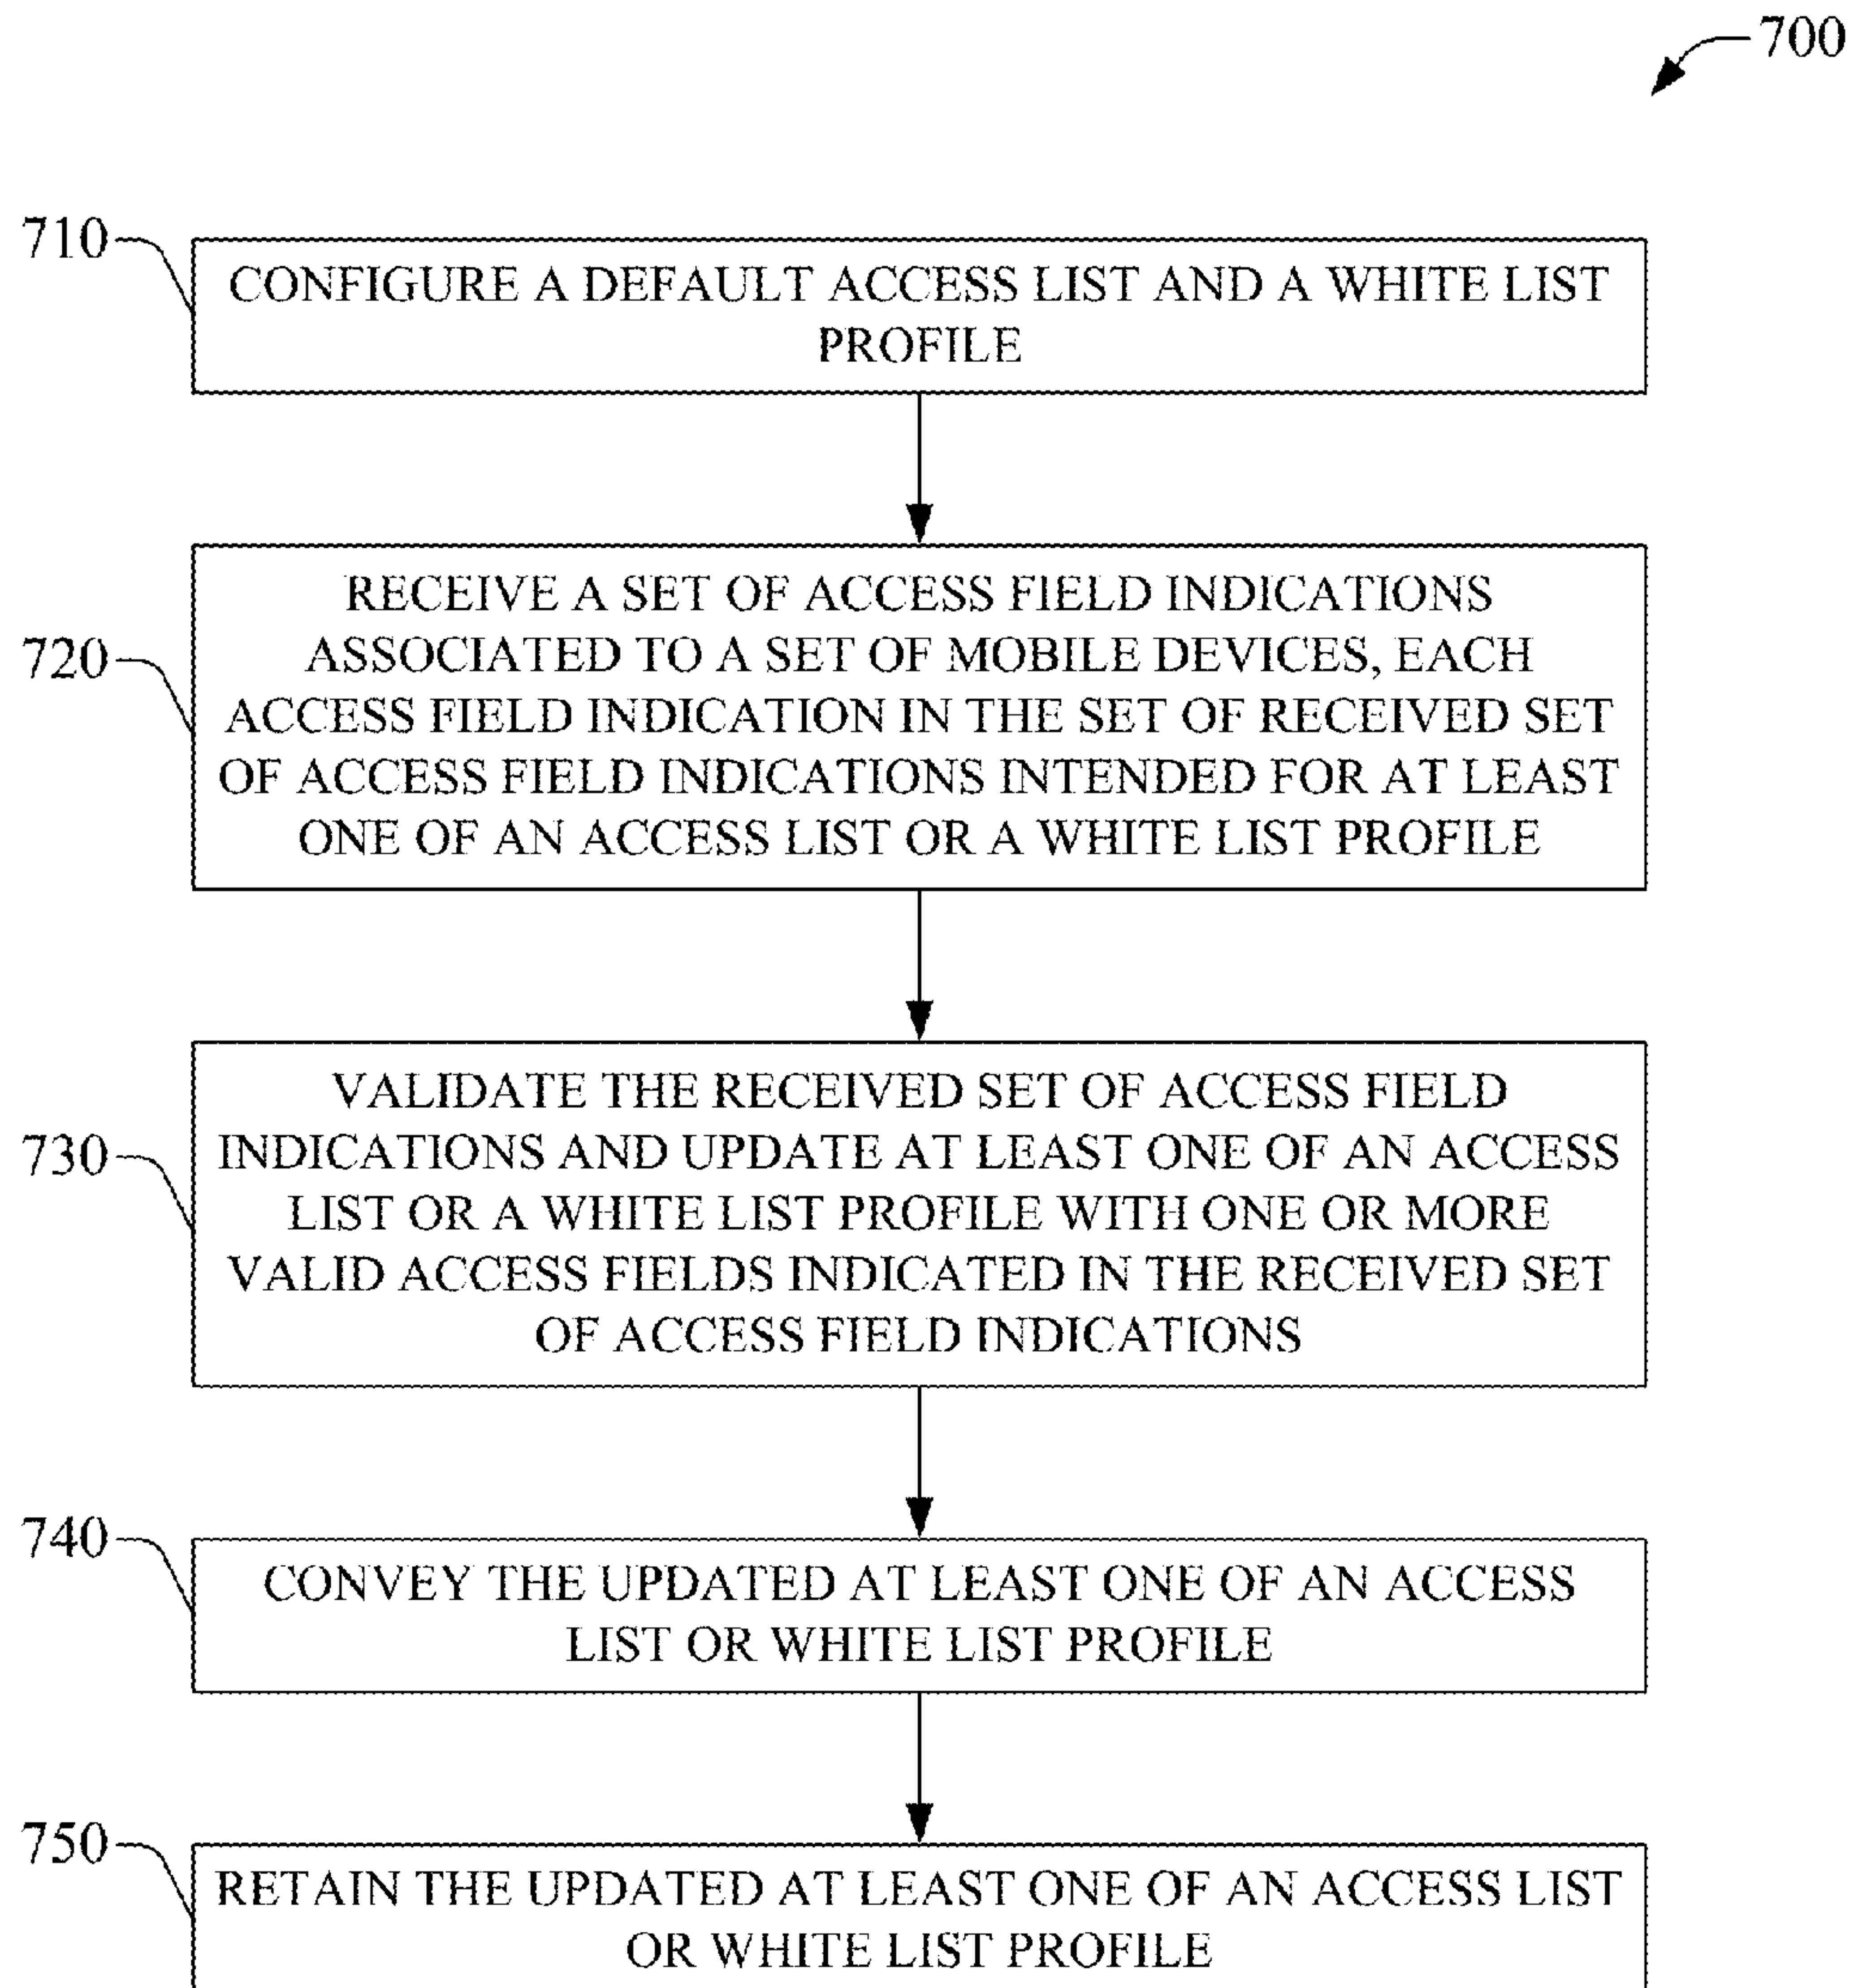 700
710
CONFIGURE A DEFAULT ACCESS LIST AND A WHITE LIST
PROFILE
720
RECEIVE A SET OF ACCESS FIELD INDICATIONS
ASSOCIATED TO A SET OF MOBILE DEVICES, EACH
ACCESS FIELD INDICATION IN THE SET OF RECEIVED SET
OF ACCESS FIELD INDICATIONS INTENDED FOR AT LEAST
ONE OF AN ACCESS LIST OR A WHITE LIST PROFILE
730
VALIDATE THE RECEIVED SET OF ACCESS FIELD
INDICATIONS AND UPDATE AT LEAST ONE OF AN ACCESS
LIST OR A WHITE LIST PROFILE WITH ONE OR MORE
VALID ACCESS FIELDS INDICATED IN THE RECEIVED SET
OF ACCESS FIELD INDICATIONS
740
CONVEY THE UPDATED AT LEAST ONE OF AN ACCESS
LIST OR WHITE LIST PROFILE
750
RETAIN THE UPDATED AT LEAST ONE OF AN ACCESS LIST
OR WHITE LIST PROFILE